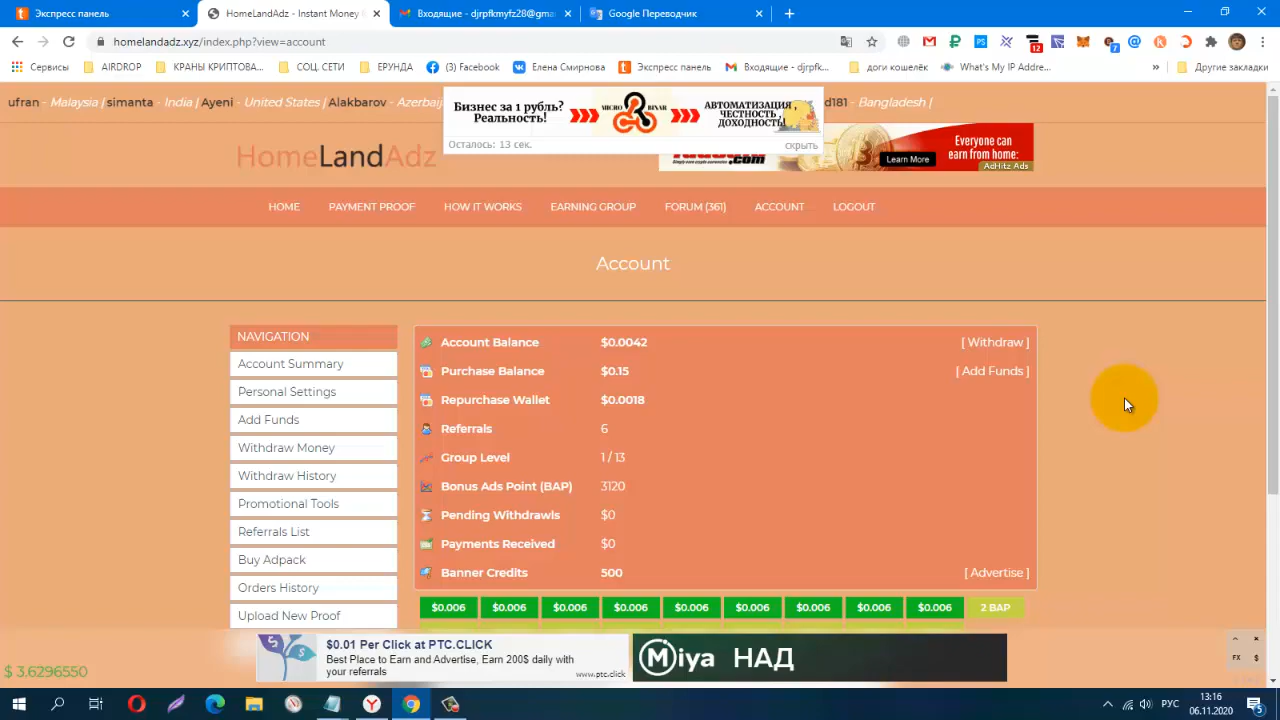 Экспресс панель
HomeLandAdz - Instant Money
Входящие - djrpfkmyfz28@gma
Google Переводчик
homelandadz.xyz/index.php?view=account
12
7
Сервисы
AIRDROP
КРАНЫ КРИПТОВА...
СОЦ. СЕТИ
ЕРУНДА
(3) Facebook
Елена Смирнова
Экспресс панель
Входящие - djrpfk...
доги кошелёк
What's My IP Addre...
»
Другие закладки
ufran - Malaysia | simanta - India | Ayeni - United States | Alakbarov - Azerbaij
d181 - Bangladesh |
Бизнес за 1 рубль?
Реальность!
MICRO BINAR
АВТОМАТИЗАЦИЯ,
ЧЕСТНОСТЬ,
ДОХОДНОСТЬ!
Осталось: 13 сек.
скрыть
HomeLandAdz
.com
Learn More
Everyone can
earn from home:
AdHitz Ads
HOME
PAYMENT PROOF
HOW IT WORKS
EARNING GROUP
FORUM (361)
ACCOUNT
LOGOUT
Account
NAVIGATION
Account Summary
Personal Settings
Add Funds
Withdraw Money
Withdraw History
Promotional Tools
Referrals List
Buy Adpack
Orders History
Upload New Proof
Account Balance $0.0042 [ Withdraw ]
Purchase Balance $0.15 [ Add Funds ]
Repurchase Wallet $0.0018
Referrals 6
Group Level 1 / 13
Bonus Ads Point (BAP) 3120
Pending Withdrawls $0
Payments Received $0
Banner Credits 500 [ Advertise ]
$0.006 $0.006 $0.006 $0.006 $0.006 $0.006 $0.006 $0.006 $0.006 2 BAP
$0.01 Per Click at PTC.CLICK
Best Place to Earn and Advertise, Earn 200$ daily with
your referrals
www.ptc.click
Miya НАД
FX $
$ 3.6296550
РУС
13:16
06.11.2020